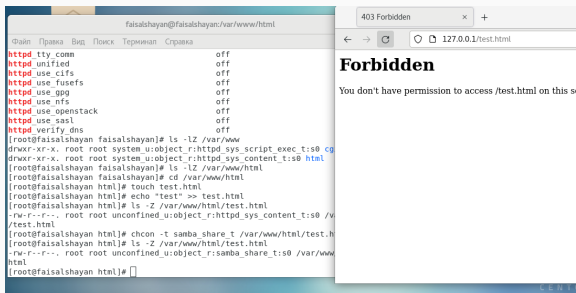 faisalshayan@faisalshayan:/var/www/html
Файл Правка Вид Поиск Терминал Справка
httpd_tty_comm off
httpd_unified off
httpd_use_cifs off
httpd_use_fusefs off
httpd_use_gpg off
httpd_use_nfs off
httpd_use_openstack off
httpd_use_sasl off
httpd_verify_dns off
[root@faisalshayan faisalshayan]# ls -lZ /var/www
drwxr-xr-x. root root system_u:object_r:httpd_sys_script_exec_t:s0 cg
drwxr-xr-x. root root system_u:object_r:httpd_sys_content_t:s0 html
[root@faisalshayan faisalshayan]# ls -lZ /var/www/html
[root@faisalshayan faisalshayan]# cd /var/www/html
[root@faisalshayan html]# touch test.html
[root@faisalshayan html]# echo "test" >> test.html
[root@faisalshayan html]# ls -Z /var/www/html/test.html
-rw-r--r--. root root unconfined_u:object_r:httpd_sys_content_t:s0 /va
/test.html
[root@faisalshayan html]# chcon -t samba_share_t /var/www/html/test.h
[root@faisalshayan html]# ls -Z /var/www/html/test.html
-rw-r--r--. root root unconfined_u:object_r:samba_share_t:s0 /var/www
html
[root@faisalshayan html]#
403 Forbidden
127.0.0.1/test.html
Forbidden
You don't have permission to access /test.html on this se
CENT